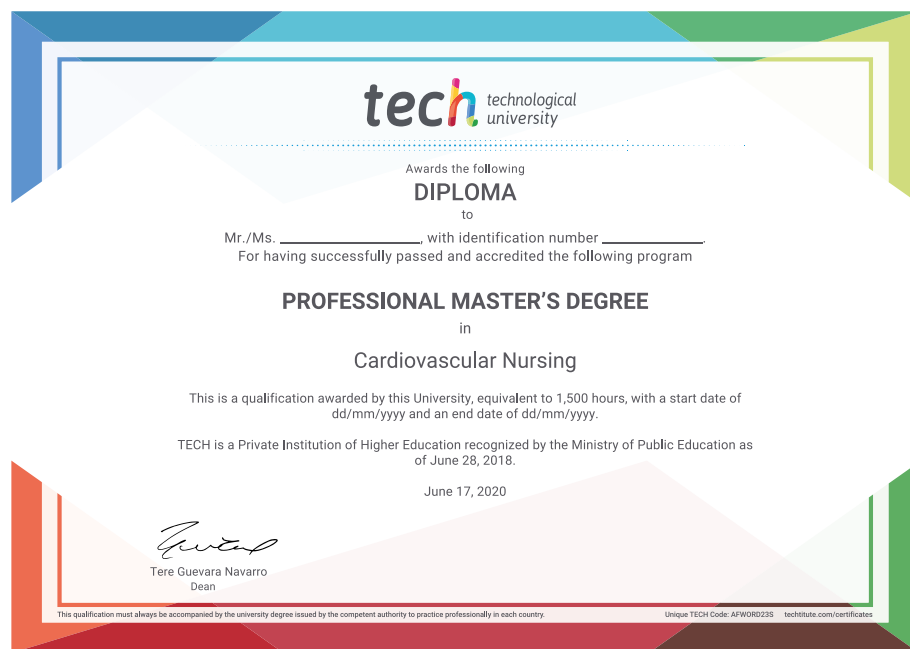 tech technological
university
Awards the following
DIPLOMA
to
Mr./Ms. ____________________, with identification number ______________.
For having successfully passed and accredited the following program
PROFESSIONAL MASTER'S DEGREE
in
Cardiovascular Nursing
This is a qualification awarded by this University, equivalent to 1,500 hours, with a start date of
dd/mm/yyyy and an end date of dd/mm/yyyy.
TECH is a Private Institution of Higher Education recognized by the Ministry of Public Education as
of June 28, 2018.
June 17, 2020
Tere Guevara Navarro
Dean
This qualification must always be accompanied by the university degree issued by the competent authority to practice professionally in each country. Unique TECH Code: AFWORD23S techtitute.com/certificates